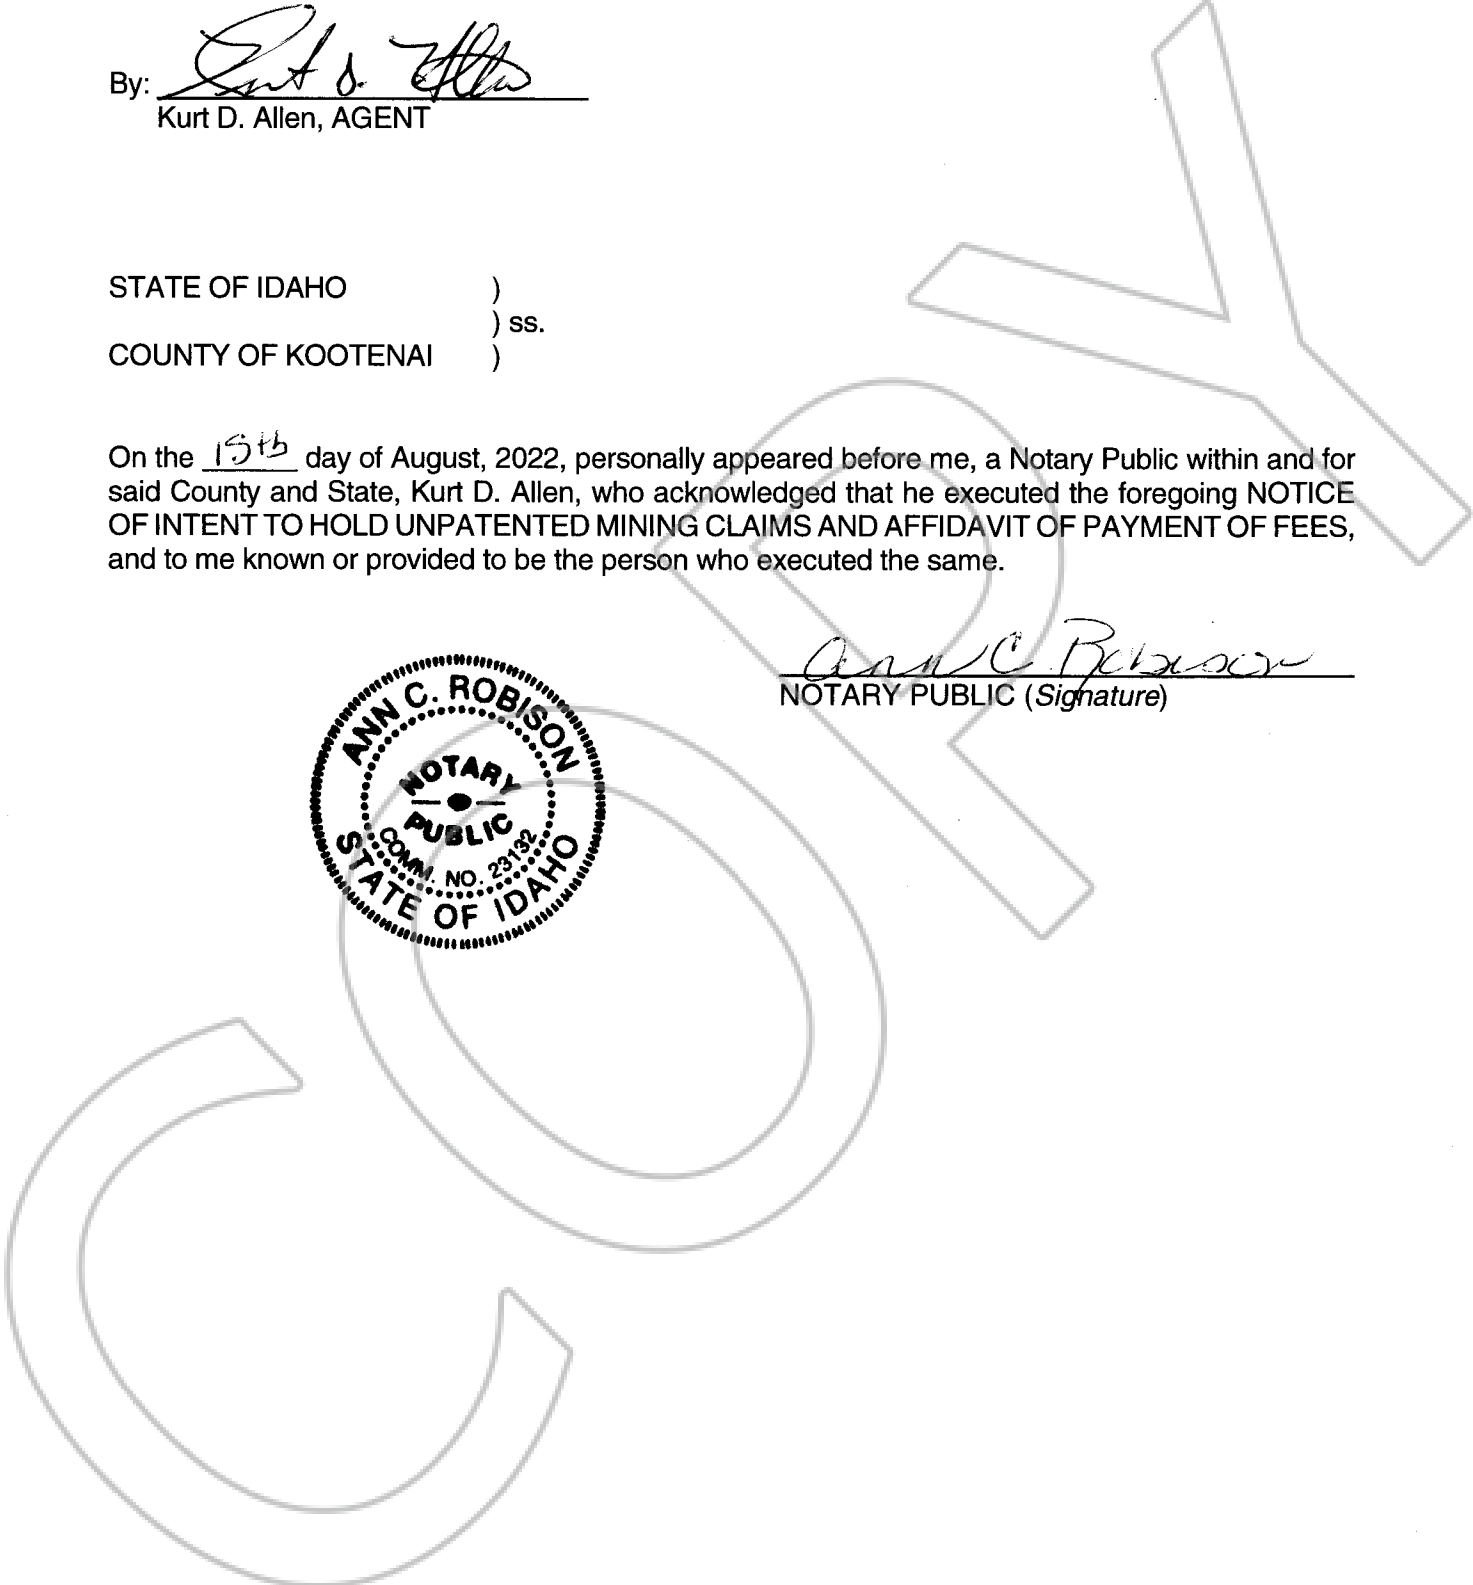 By: Kurt D. Allen
Kurt D. Allen, AGENT
STATE OF IDAHO )
) ss.
COUNTY OF KOOTENAI )
On the 15th day of August, 2022, personally appeared before me, a Notary Public within and for
said County and State, Kurt D. Allen, who acknowledged that he executed the foregoing NOTICE
OF INTENT TO HOLD UNPATENTED MINING CLAIMS AND AFFIDAVIT OF PAYMENT OF FEES,
and to me known or provided to be the person who executed the same.
Ann C Robison
NOTARY PUBLIC (Signature)
ANN C. ROBISON
NOTARY
PUBLIC
COMM. NO. 23132
STATE OF IDAHO
COPY